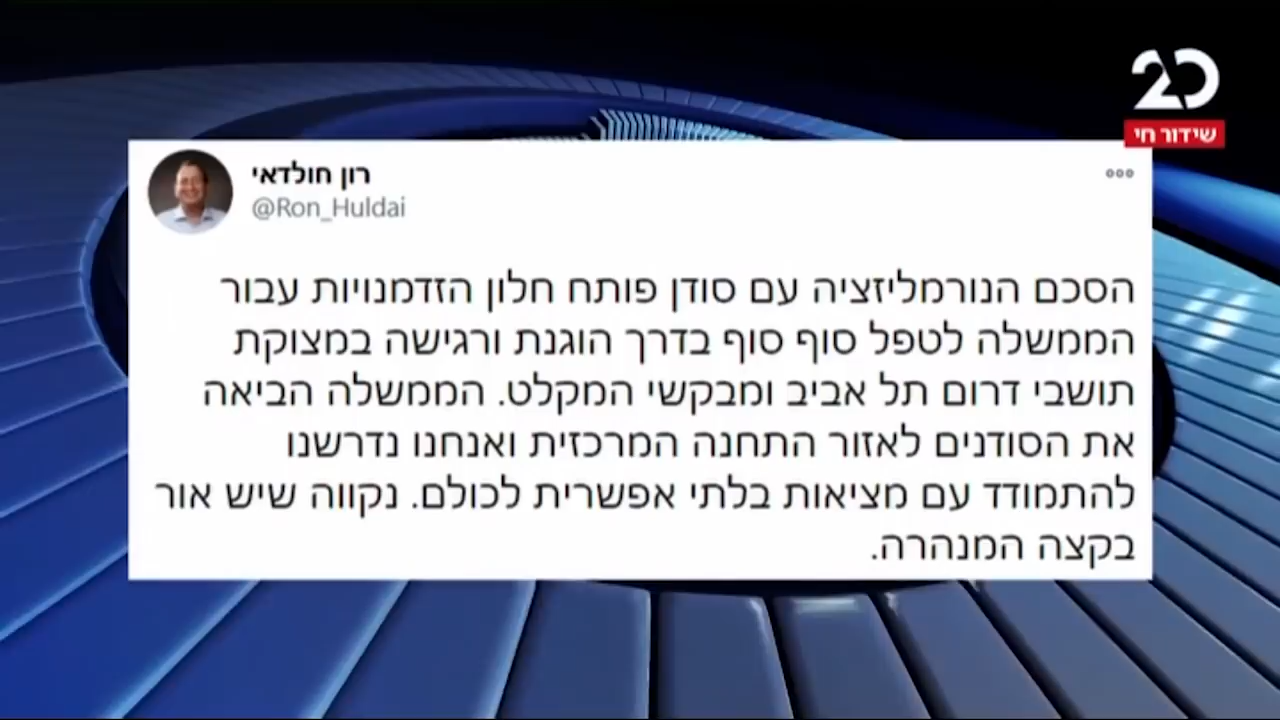 20
שידור חי
רון חולדאי
@Ron_Huldai
הסכם הנורמליזציה עם סודן פותח חלון הזדמנויות עבור
הממשלה לטפל סוף סוף בדרך הוגנת ורגישה במצוקת
תושבי דרום תל אביב ומבקשי המקלט. הממשלה הביאה
את הסודנים לאזור התחנה המרכזית ואנחנו נדרשנו
להתמודד עם מציאות בלתי אפשרית לכולם. נקווה שיש אור
בקצה המנהרה.